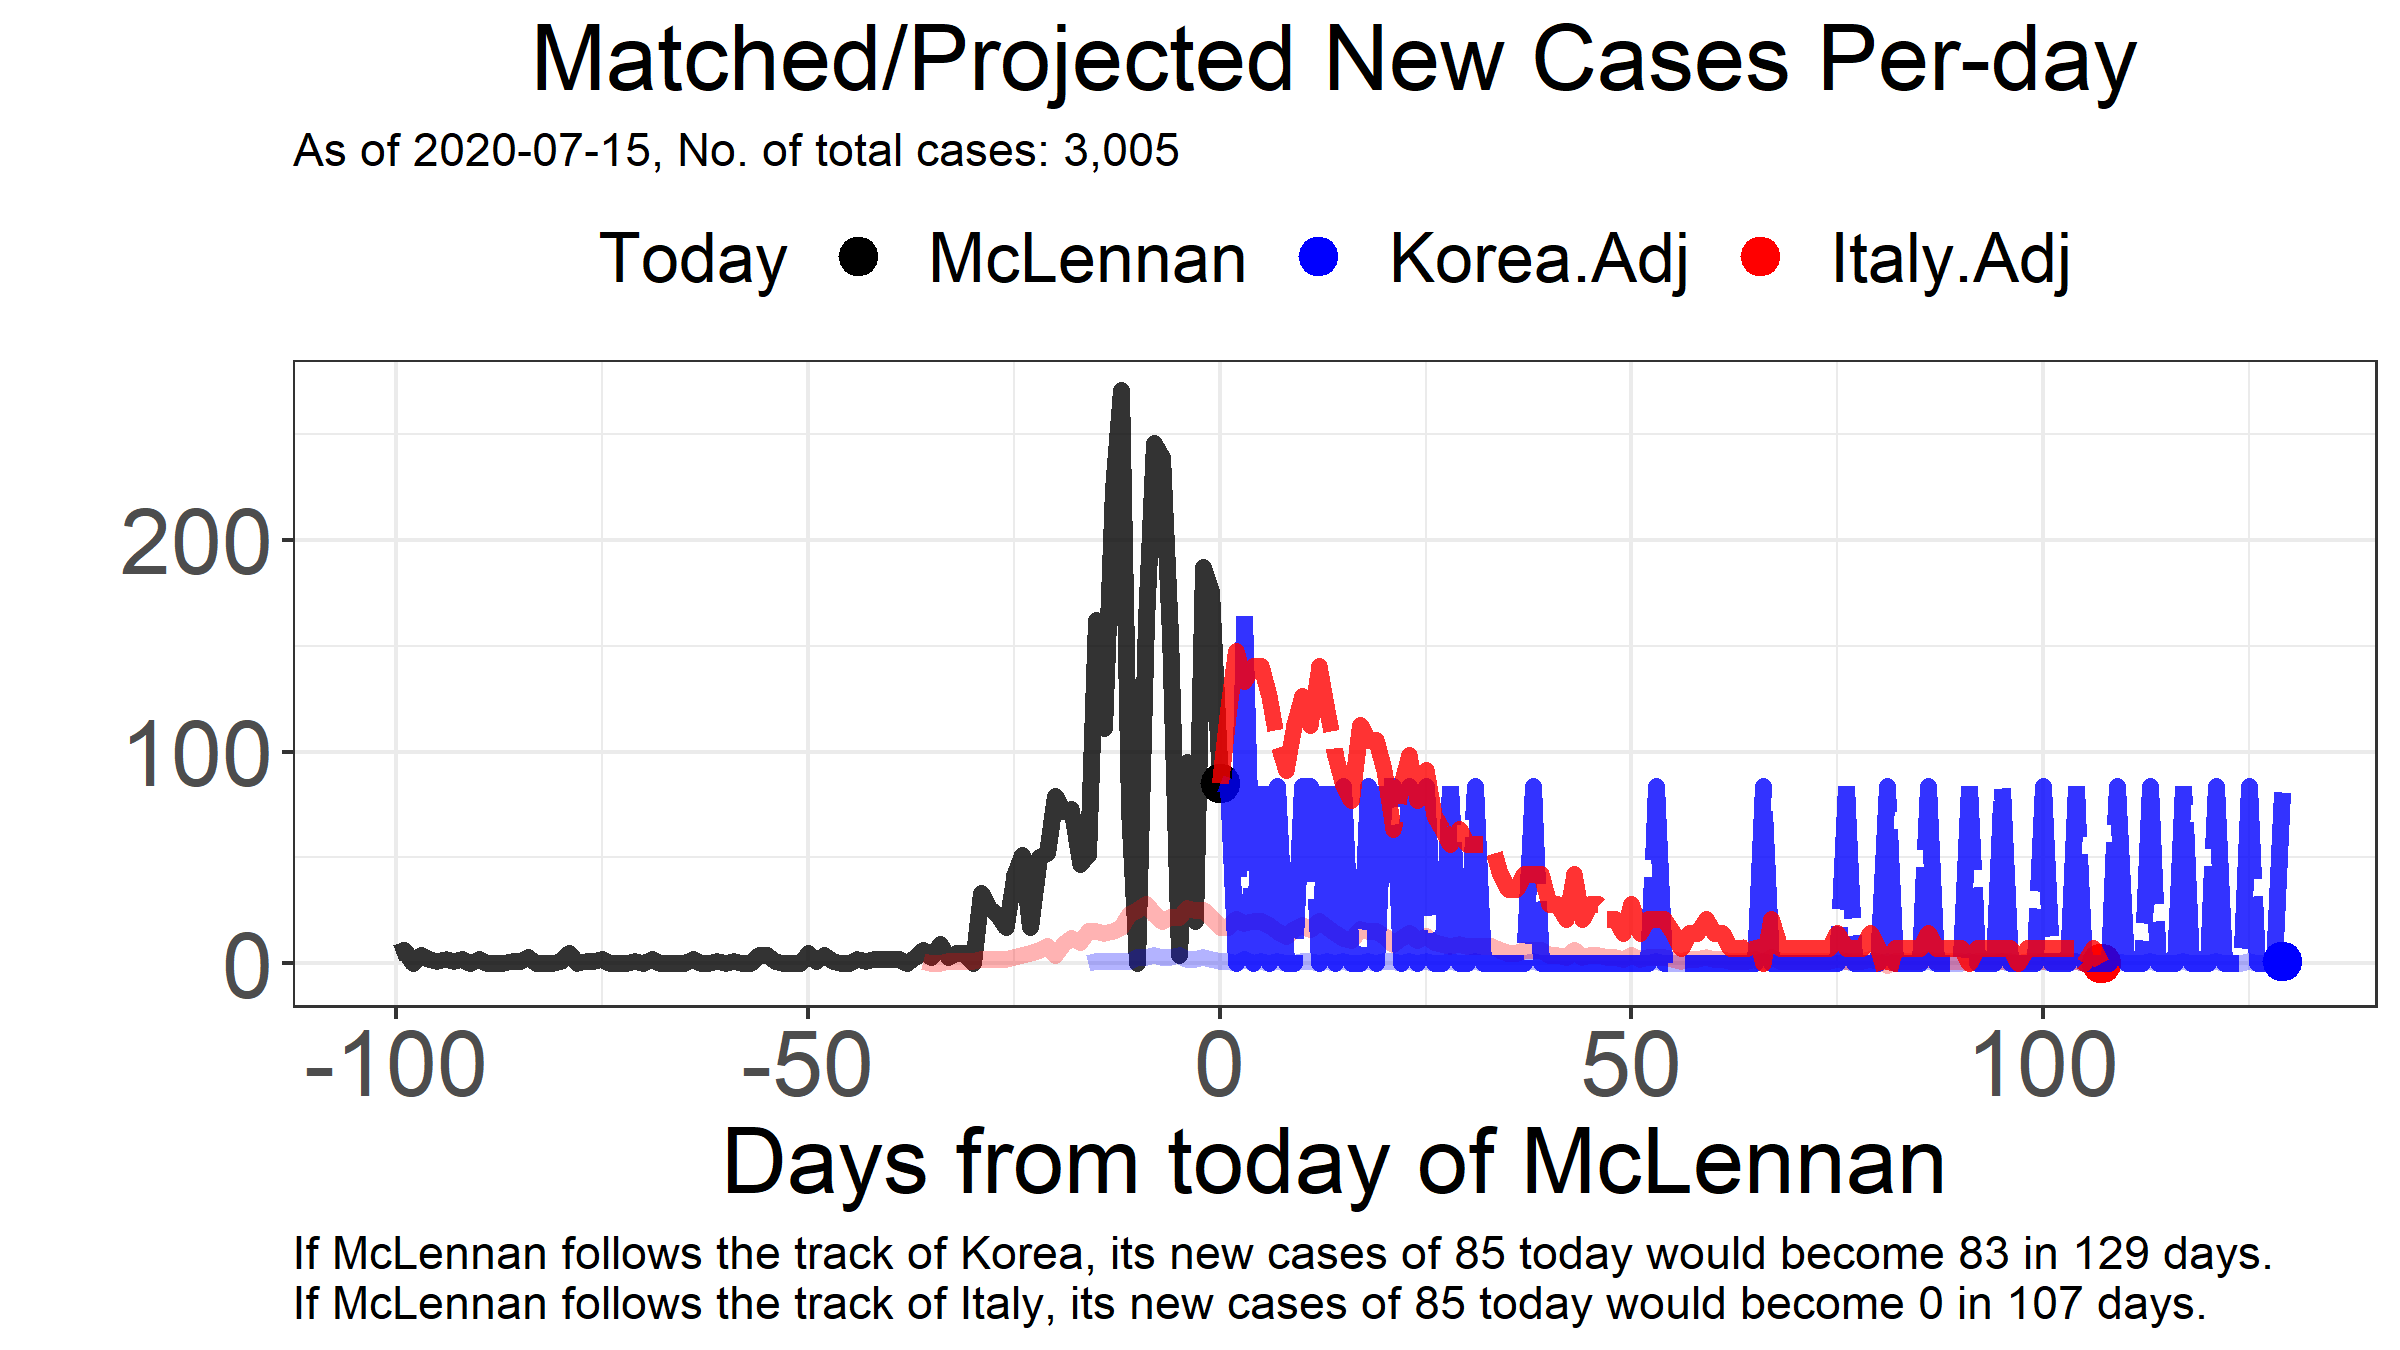 Matched/Projected New Cases Per-day
As of 2020-07-15, No. of total cases: 3,005
Today McLennan Korea.Adj Italy.Adj
200
100
0
-100 -50 0 50 100
Days from today of McLennan
If McLennan follows the track of Korea, its new cases of 85 today would become 83 in 129 days.
If McLennan follows the track of Italy, its new cases of 85 today would become 0 in 107 days.